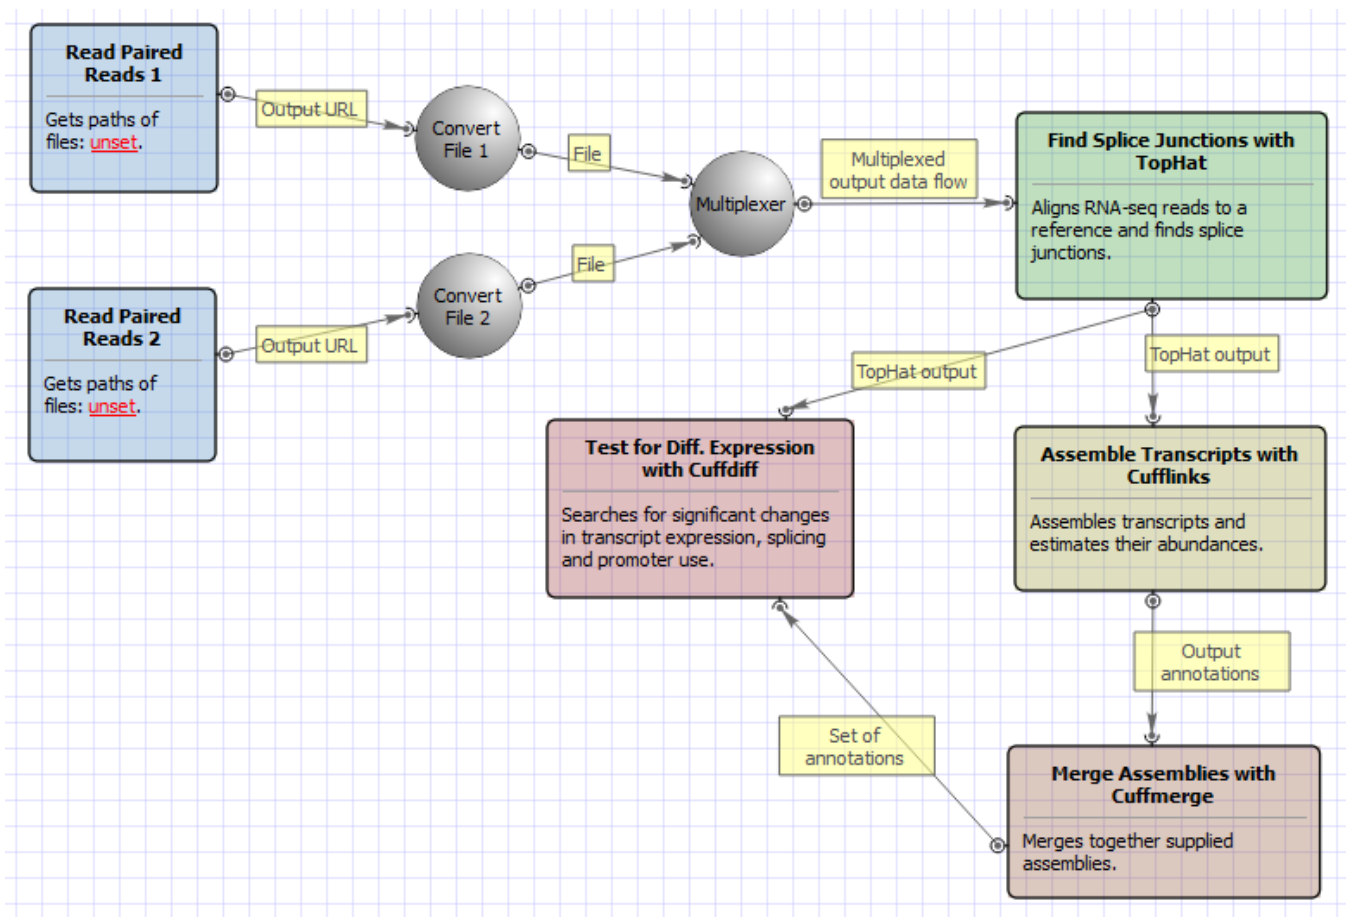 Read Paired
Reads 1
Gets paths of
files: unset.
Output URL
Convert
File 1
File
Multiplexer
Multiplexed
output data flow
Find Splice Junctions with
TopHat
Aligns RNA-seq reads to a
reference and finds splice
junctions.
Read Paired
Reads 2
Gets paths of
files: unset.
Output URL
Convert
File 2
File
TopHat output
TopHat output
Test for Diff. Expression
with Cuffdiff
Searches for significant changes
in transcript expression, splicing
and promoter use.
Assemble Transcripts with
Cufflinks
Assembles transcripts and
estimates their abundances.
Output
annotations
Set of
annotations
Merge Assemblies with
Cuffmerge
Merges together supplied
assemblies.